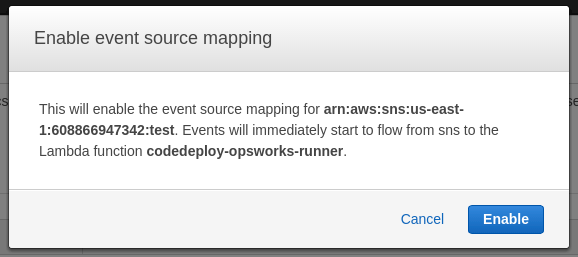 Enable event source mapping
This will enable the event source mapping for arn:aws:sns:us-east-
1:608866947342:test. Events will immediately start to flow from sns to the
Lambda function codedeploy-opsworks-runner.
Cancel Enable